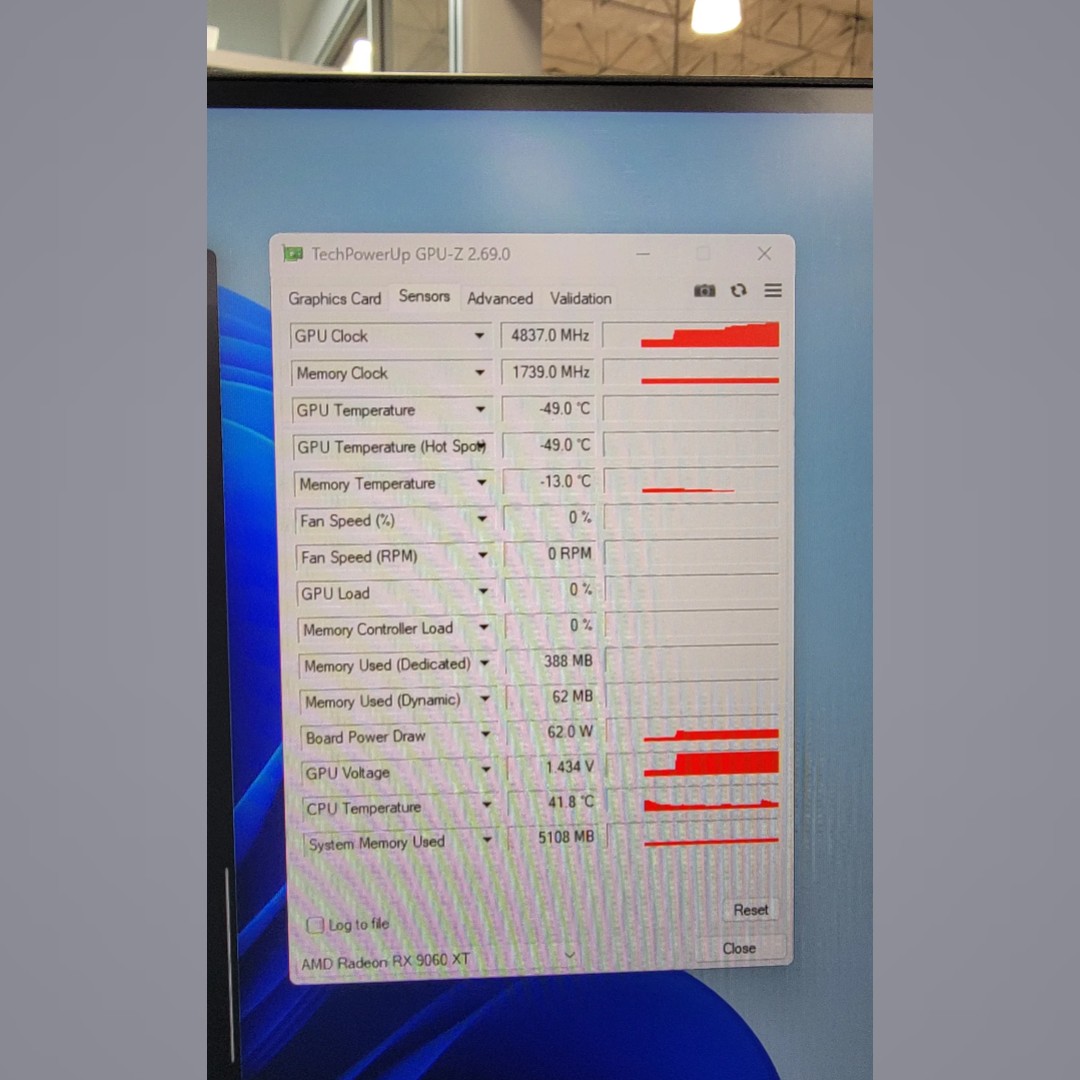 TechPowerUp GPU-Z 2.69.0
Graphics Card Sensors Advanced Validation
GPU Clock 4837.0 MHz
Memory Clock 1739.0 MHz
GPU Temperature -49.0 °C
GPU Temperature (Hot Spot) -49.0 °C
Memory Temperature -13.0 °C
Fan Speed (%) 0 %
Fan Speed (RPM) 0 RPM
GPU Load 0 %
Memory Controller Load 0 %
Memory Used (Dedicated) 388 MB
Memory Used (Dynamic) 62 MB
Board Power Draw 62.0 W
GPU Voltage 1.434 V
CPU Temperature 41.8 °C
System Memory Used 5108 MB
Log to file Reset
AMD Radeon RX 9060 XT Close